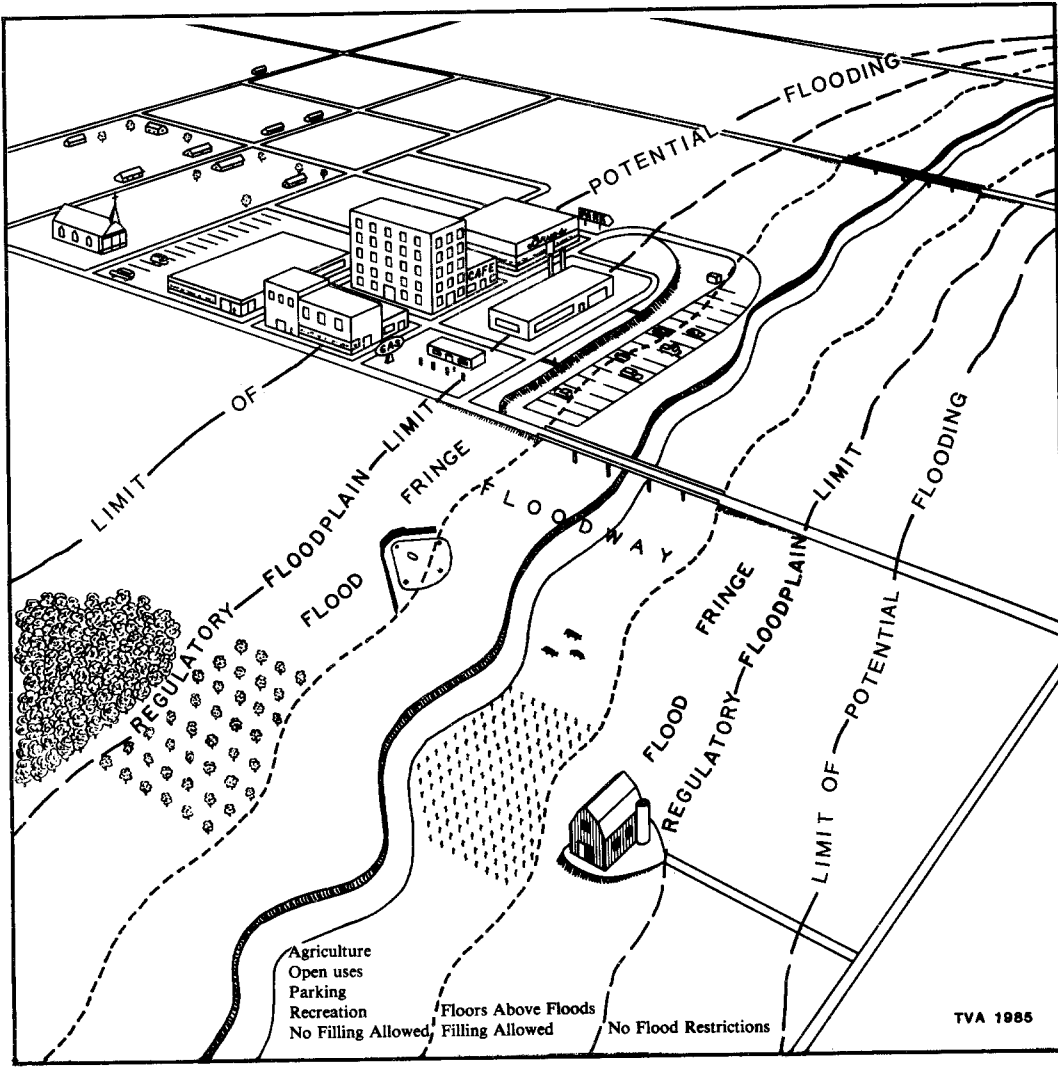 LIMIT OF POTENTIAL FLOODING
PARK
CAFE
GAS
REGULATORY FLOODPLAIN LIMIT
FLOOD FRINGE
FLOODWAY
FLOOD FRINGE
REGULATORY FLOODPLAIN LIMIT
LIMIT OF POTENTIAL FLOODING
Agriculture
Open uses
Parking
Recreation
No Filling Allowed
Floors Above Floods
Filling Allowed
No Flood Restrictions
TVA 1985